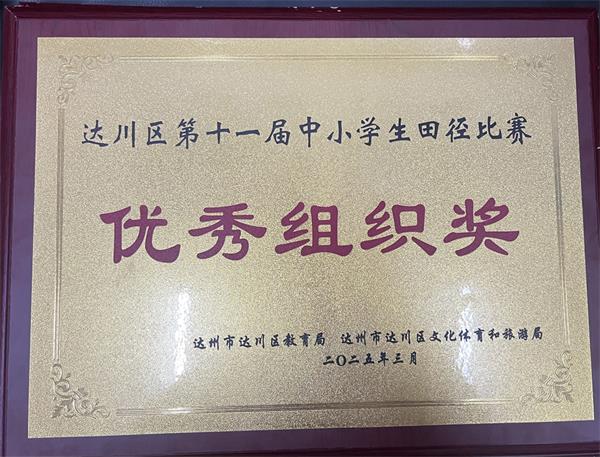 达川区第十一届中小学生田径比赛
优秀组织奖
达州市达川区教育局 达州市达川区文化体育和旅游局
二〇二五年三月